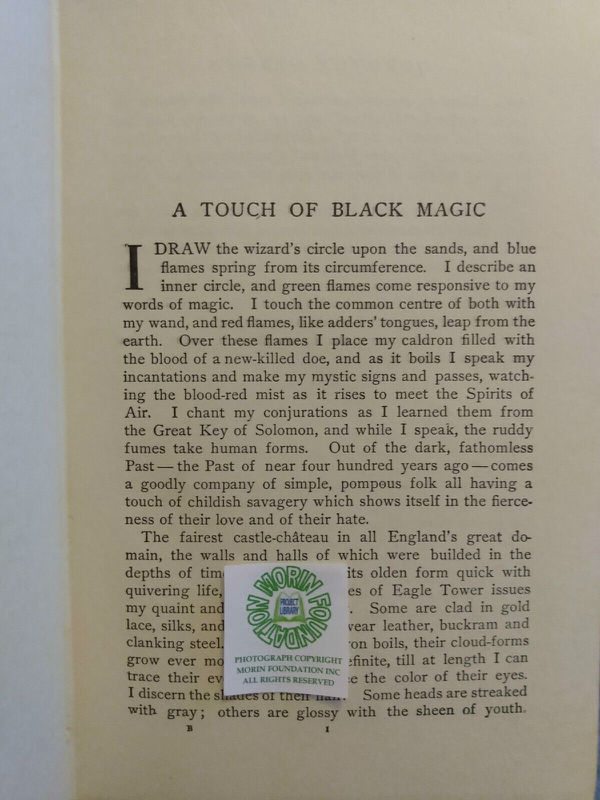 A TOUCH OF BLACK MAGIC
I DRAW the wizard's circle upon the sands, and blue
flames spring from its circumference. I describe an
inner circle, and green flames come responsive to my
words of magic. I touch the common centre of both with
my wand, and red flames, like adders' tongues, leap from the
earth. Over these flames I place my caldron filled with
the blood of a new-killed doe, and as it boils I speak my
incantations and make my mystic signs and passes, watch-
ing the blood-red mist as it rises to meet the Spirits of
Air. I chant my conjurations as I learned them from
the Great Key of Solomon, and while I speak, the ruddy
fumes take human forms. Out of the dark, fathomless
Past — the Past of near four hundred years ago — comes
a goodly company of simple, pompous folk all having a
touch of childish savagery which shows itself in the fierce-
ness of their love and of their hate.
The fairest castle-château in all England's great do-
main, the walls and halls of which were builded in the
depths of its olden form quick with
quivering life, of Eagle Tower issues
my quaint and Some are clad in gold
lace, silks, and wear leather, buckram and
clanking steel. boils, their cloud-forms
grow ever till at length I can
trace their the color of their eyes.
I discern the shades of their hair. Some heads are streaked
with gray; others are glossy with the sheen of youth.
B 1
MORIN FOUNDATION
PROJECT
LIBRARY
PHOTOGRAPH COPYRIGHT
MORIN FOUNDATION INC
ALL RIGHTS RESERVED